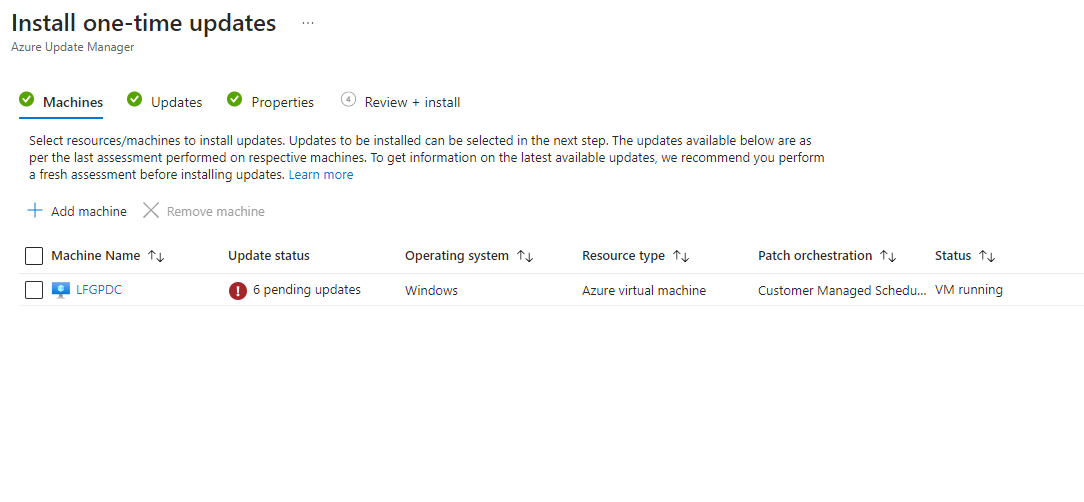 Install one-time updates ...
Azure Update Manager
Machines Updates Properties 4 Review + install
Select resources/machines to install updates. Updates to be installed can be selected in the next step. The updates available below are as
per the last assessment performed on respective machines. To get information on the latest available updates, we recommend you perform
a fresh assessment before installing updates. Learn more
Add machine Remove machine
Machine Name Update status Operating system Resource type Patch orchestration Status
LFGPDC 6 pending updates Windows Azure virtual machine Customer Managed Schedu... VM running